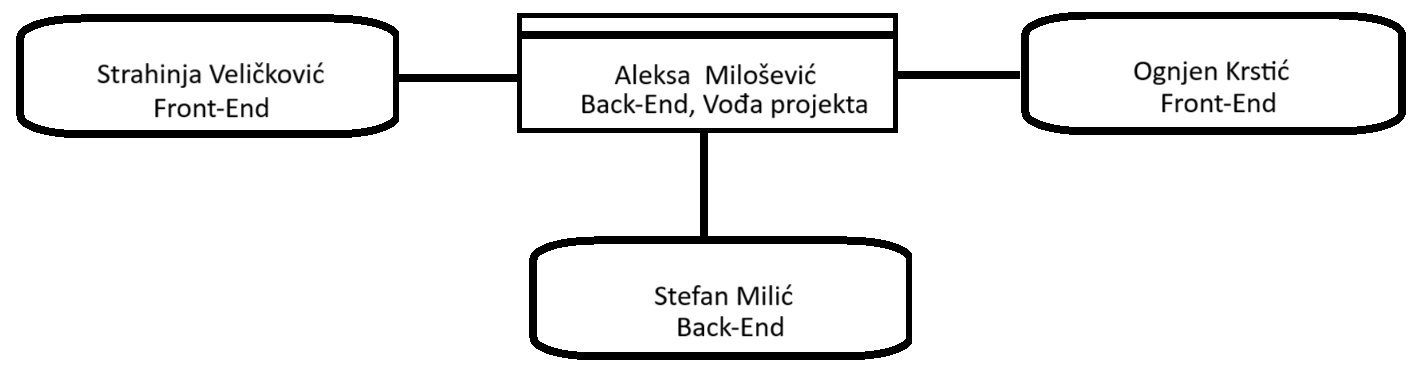 Strahinja Veličković
Front-End
Aleksa Milošević
Back-End, Vođa projekta
Ognjen Krstić
Front-End
Stefan Milić
Back-End